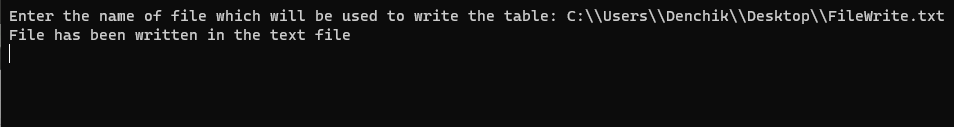 Enter the name of file which will be used to write the table: C:\\Users\\Denchik\\Desktop\\FileWrite.txt
File has been written in the text file